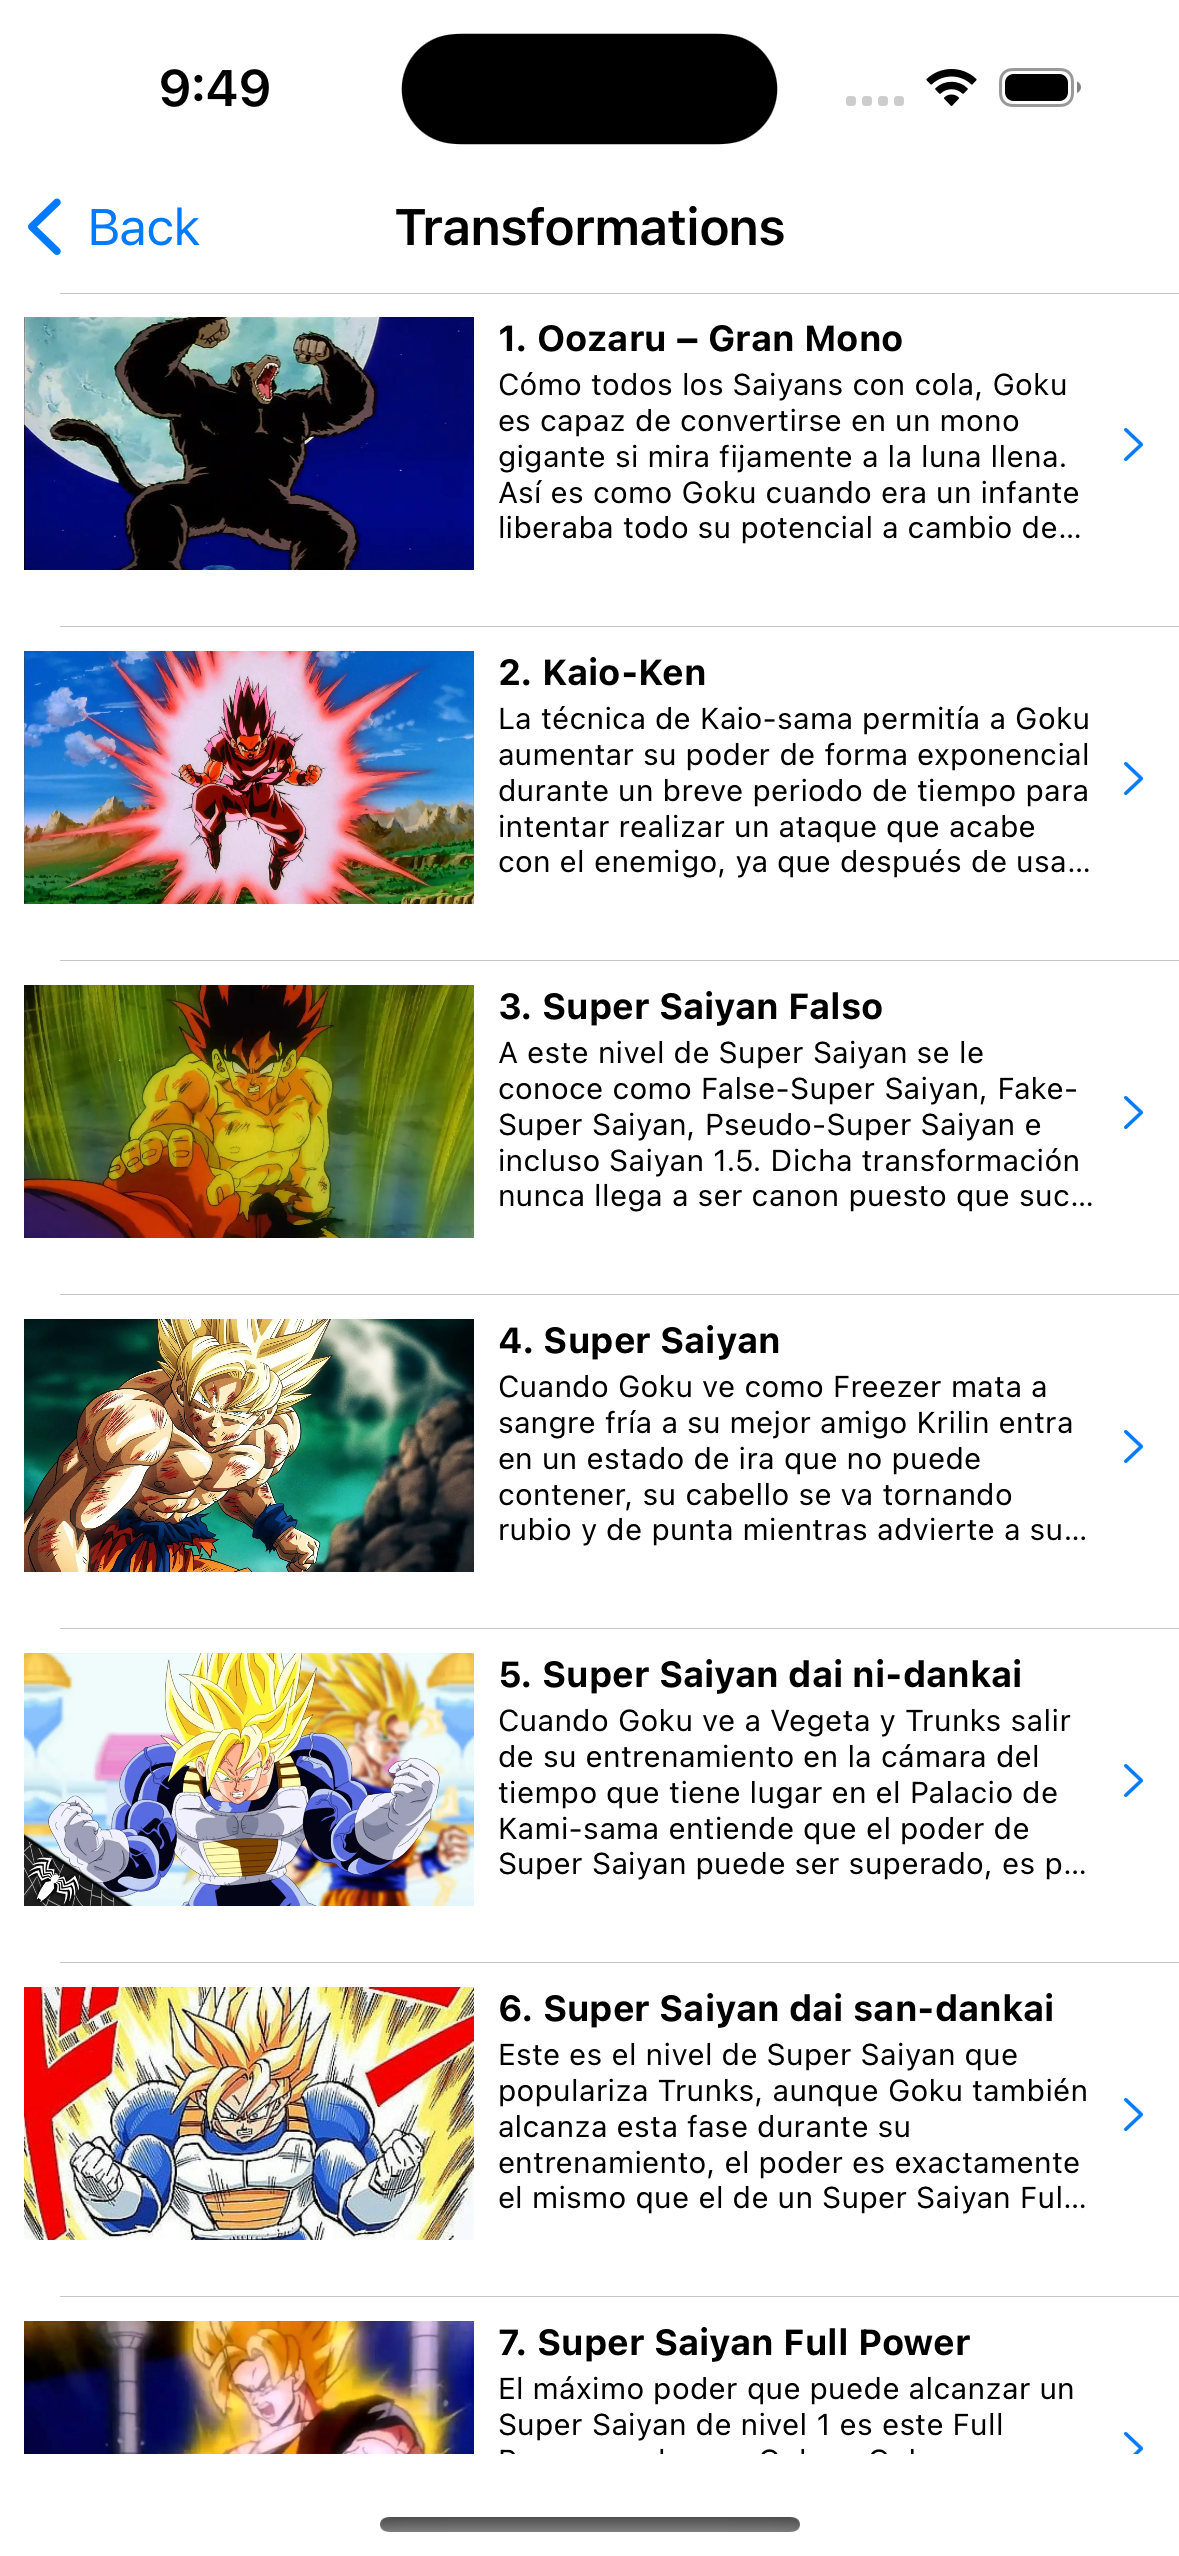 9:49
Back
Transformations
1. Oozaru – Gran Mono
Cómo todos los Saiyans con cola, Goku
es capaz de convertirse en un mono
gigante si mira fijamente a la luna llena.
Así es como Goku cuando era un infante
liberaba todo su potencial a cambio de...
2. Kaio-Ken
La técnica de Kaio-sama permitía a Goku
aumentar su poder de forma exponencial
durante un breve periodo de tiempo para
intentar realizar un ataque que acabe
con el enemigo, ya que después de usa...
3. Super Saiyan Falso
A este nivel de Super Saiyan se le
conoce como False-Super Saiyan, Fake-
Super Saiyan, Pseudo-Super Saiyan e
incluso Saiyan 1.5. Dicha transformación
nunca llega a ser canon puesto que suc...
4. Super Saiyan
Cuando Goku ve como Freezer mata a
sangre fría a su mejor amigo Krilin entra
en un estado de ira que no puede
contener, su cabello se va tornando
rubio y de punta mientras advierte a su...
5. Super Saiyan dai ni-dankai
Cuando Goku ve a Vegeta y Trunks salir
de su entrenamiento en la cámara del
tiempo que tiene lugar en el Palacio de
Kami-sama entiende que el poder de
Super Saiyan puede ser superado, es p...
6. Super Saiyan dai san-dankai
Este es el nivel de Super Saiyan que
populariza Trunks, aunque Goku también
alcanza esta fase durante su
entrenamiento, el poder es exactamente
el mismo que el de un Super Saiyan Ful...
7. Super Saiyan Full Power
El máximo poder que puede alcanzar un
Super Saiyan de nivel 1 es este Full